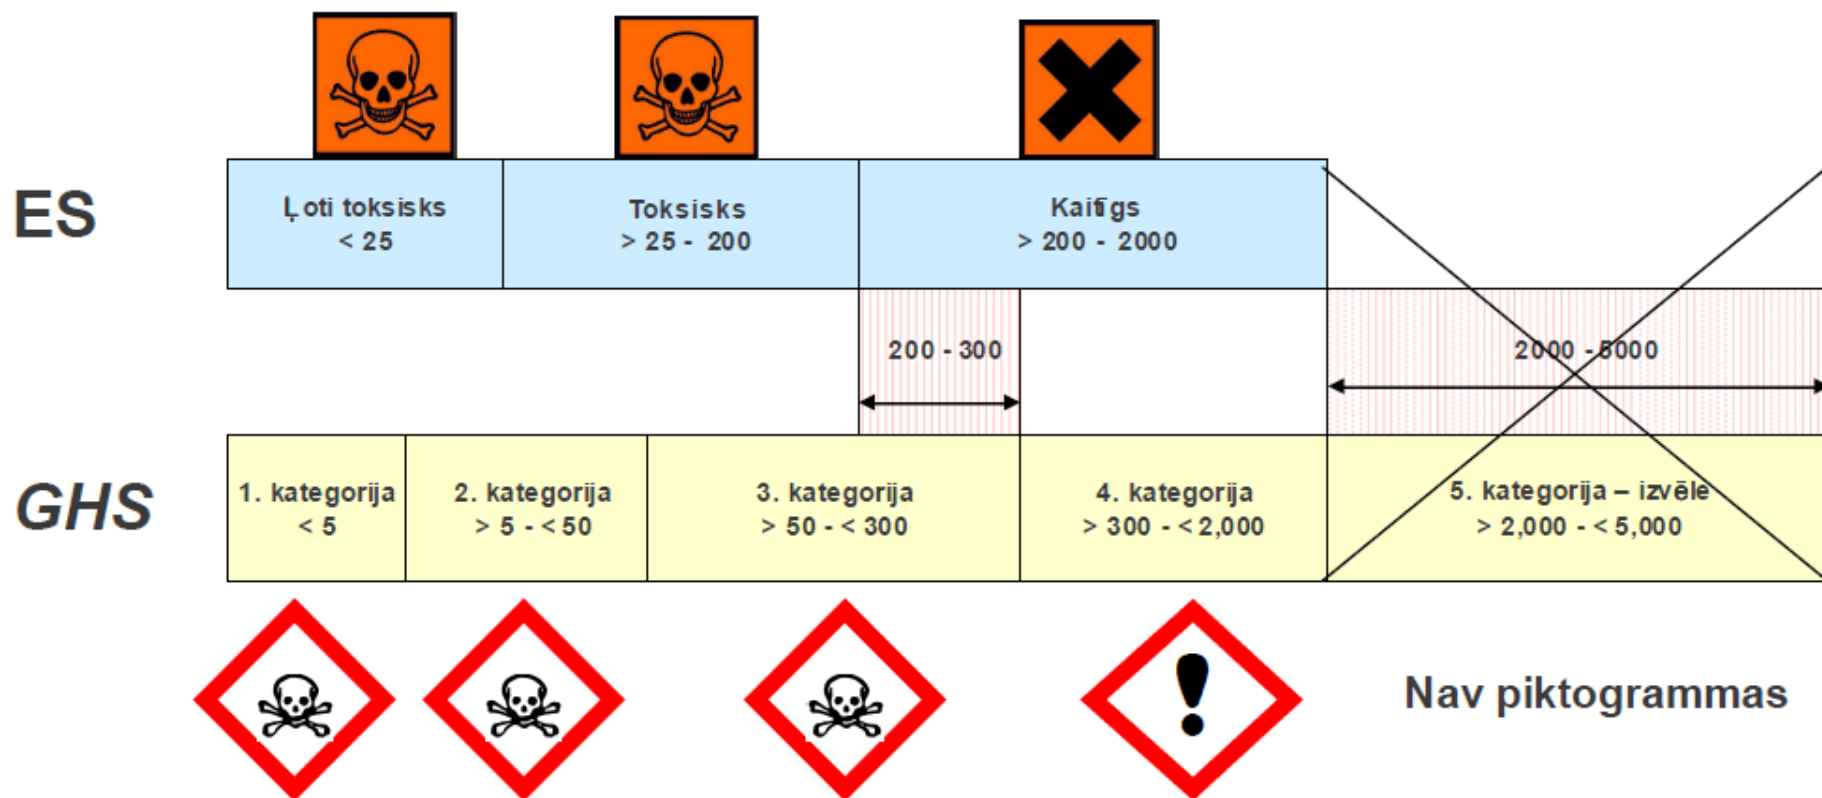 ES
Ļoti toksisks
< 25
Toksisks
> 25 - 200
Kaitīgs
> 200 - 2000
200 - 300
2000 - 5000
GHS
1. kategorija
< 5
2. kategorija
> 5 - < 50
3. kategorija
> 50 - < 300
4. kategorija
> 300 - < 2,000
5. kategorija – izvēle
> 2,000 - < 5,000
Nav piktogrammas